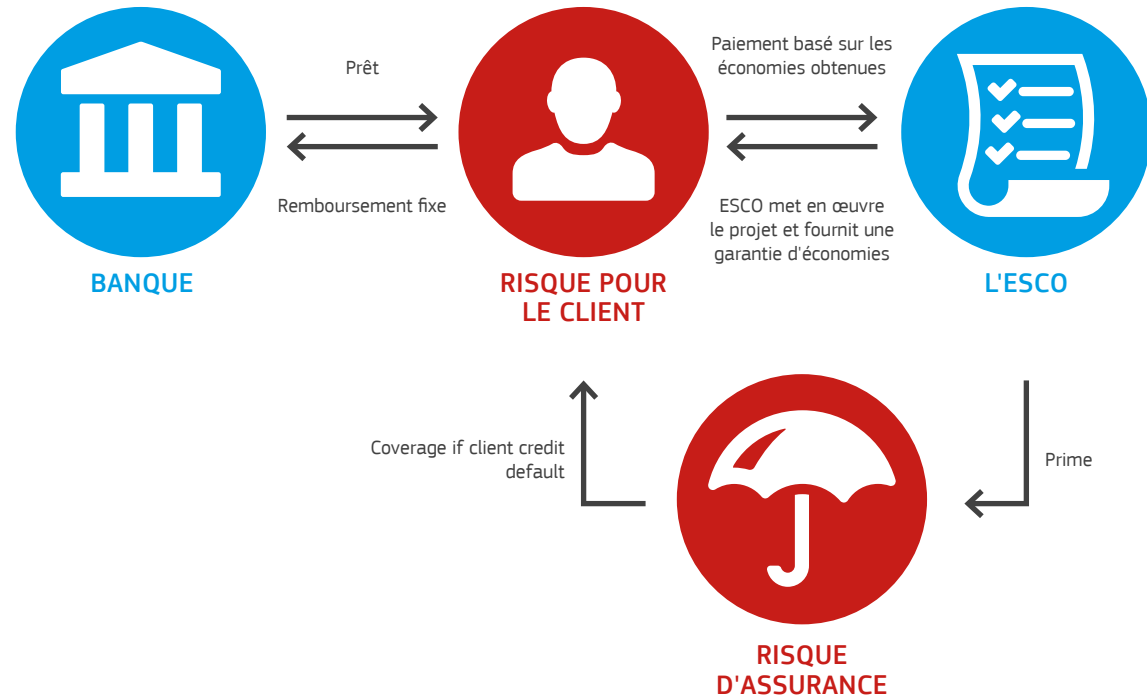 Prêt
Remboursement fixe
Paiement basé sur les
économies obtenues
ESCO met en œuvre
le projet et fournit une
garantie d'économies
BANQUE
RISQUE POUR
LE CLIENT
L'ESCO
Coverage if client credit
default
Prime
RISQUE
D'ASSURANCE